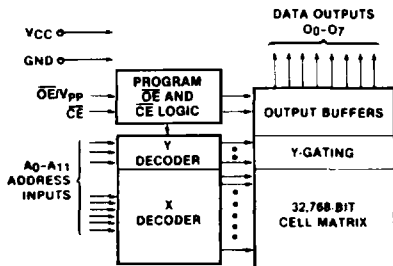 DATA OUTPUTS
O0-O7
VCC
GND
OE/VPP
CE
PROGRAM
OE AND
CE LOGIC
OUTPUT BUFFERS
Y
DECODER
Y-GATING
A0-A11
ADDRESS
INPUTS
X
DECODER
32,768-BIT
CELL MATRIX